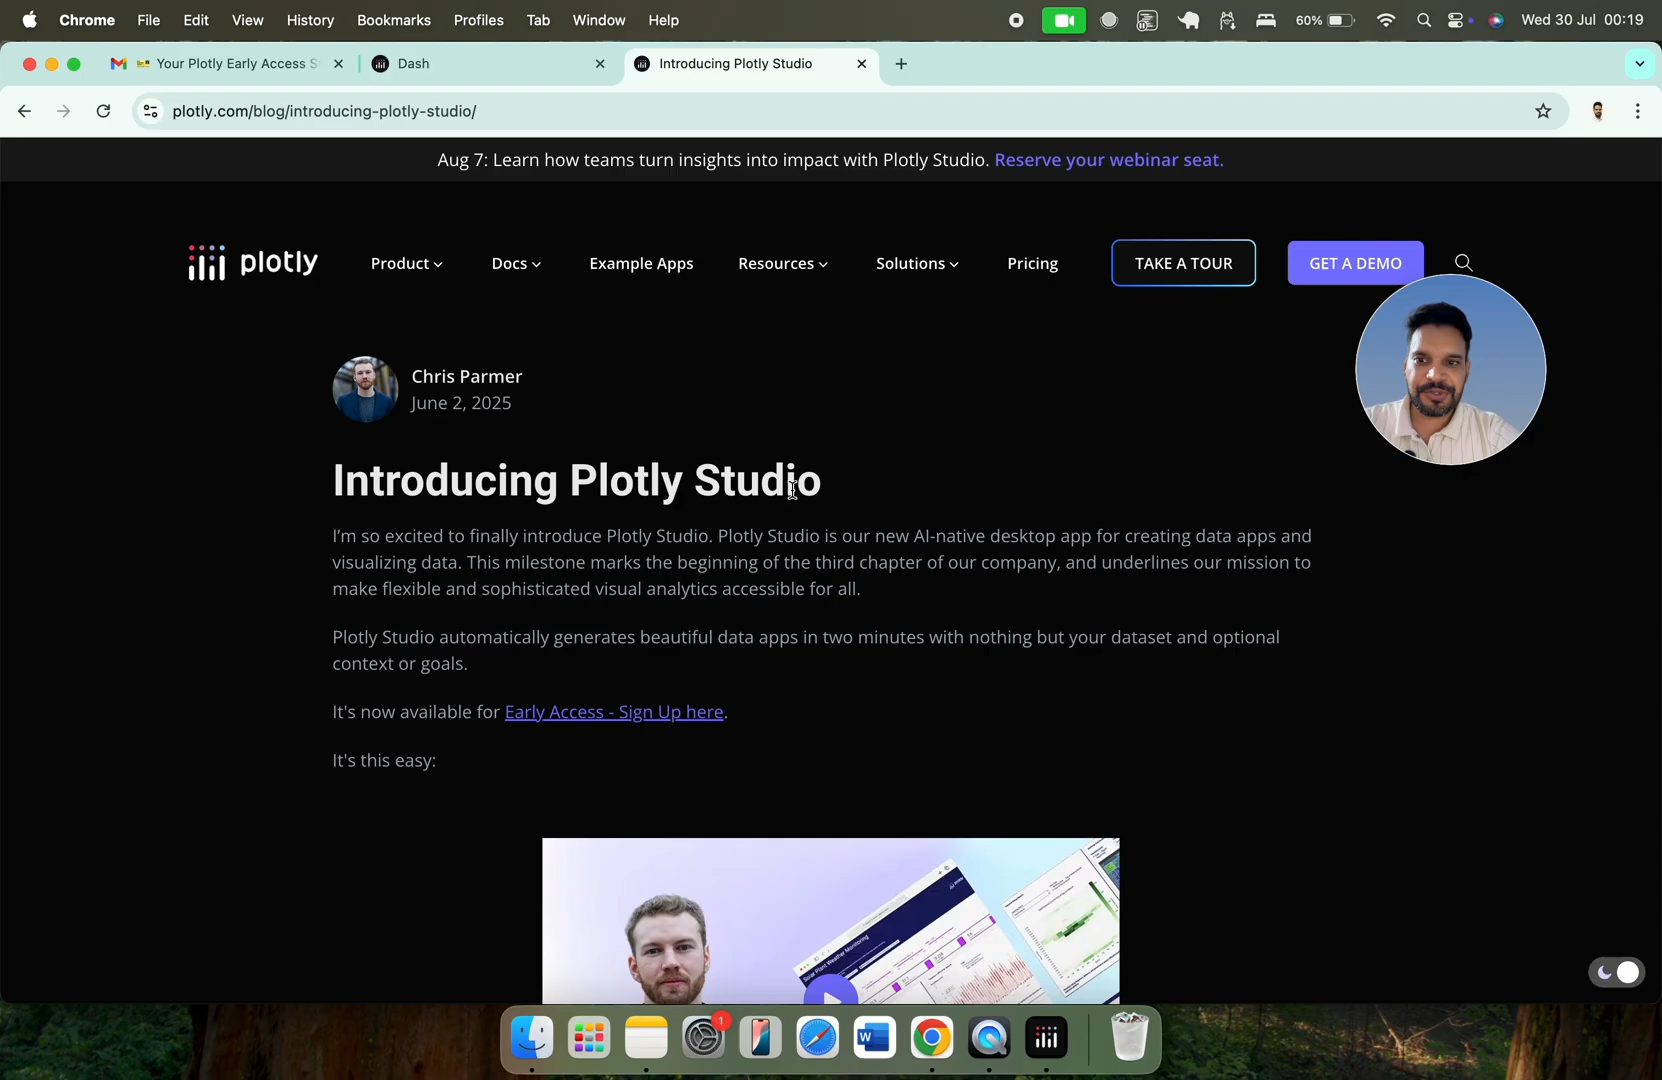 Chrome File Edit View History Bookmarks Profiles Tab Window Help 60% Wed 30 Jul 00:19
Your Plotly Early Access S Dash Introducing Plotly Studio
plotly.com/blog/introducing-plotly-studio/
Aug 7: Learn how teams turn insights into impact with Plotly Studio. Reserve your webinar seat.
plotly Product Docs Example Apps Resources Solutions Pricing TAKE A TOUR GET A DEMO
Chris Parmer
June 2, 2025
Introducing Plotly Studio
I'm so excited to finally introduce Plotly Studio. Plotly Studio is our new AI-native desktop app for creating data apps and
visualizing data. This milestone marks the beginning of the third chapter of our company, and underlines our mission to
make flexible and sophisticated visual analytics accessible for all.
Plotly Studio automatically generates beautiful data apps in two minutes with nothing but your dataset and optional
context or goals.
It's now available for Early Access - Sign Up here.
It's this easy:
Solar Plant Weather Monitoring
1
W